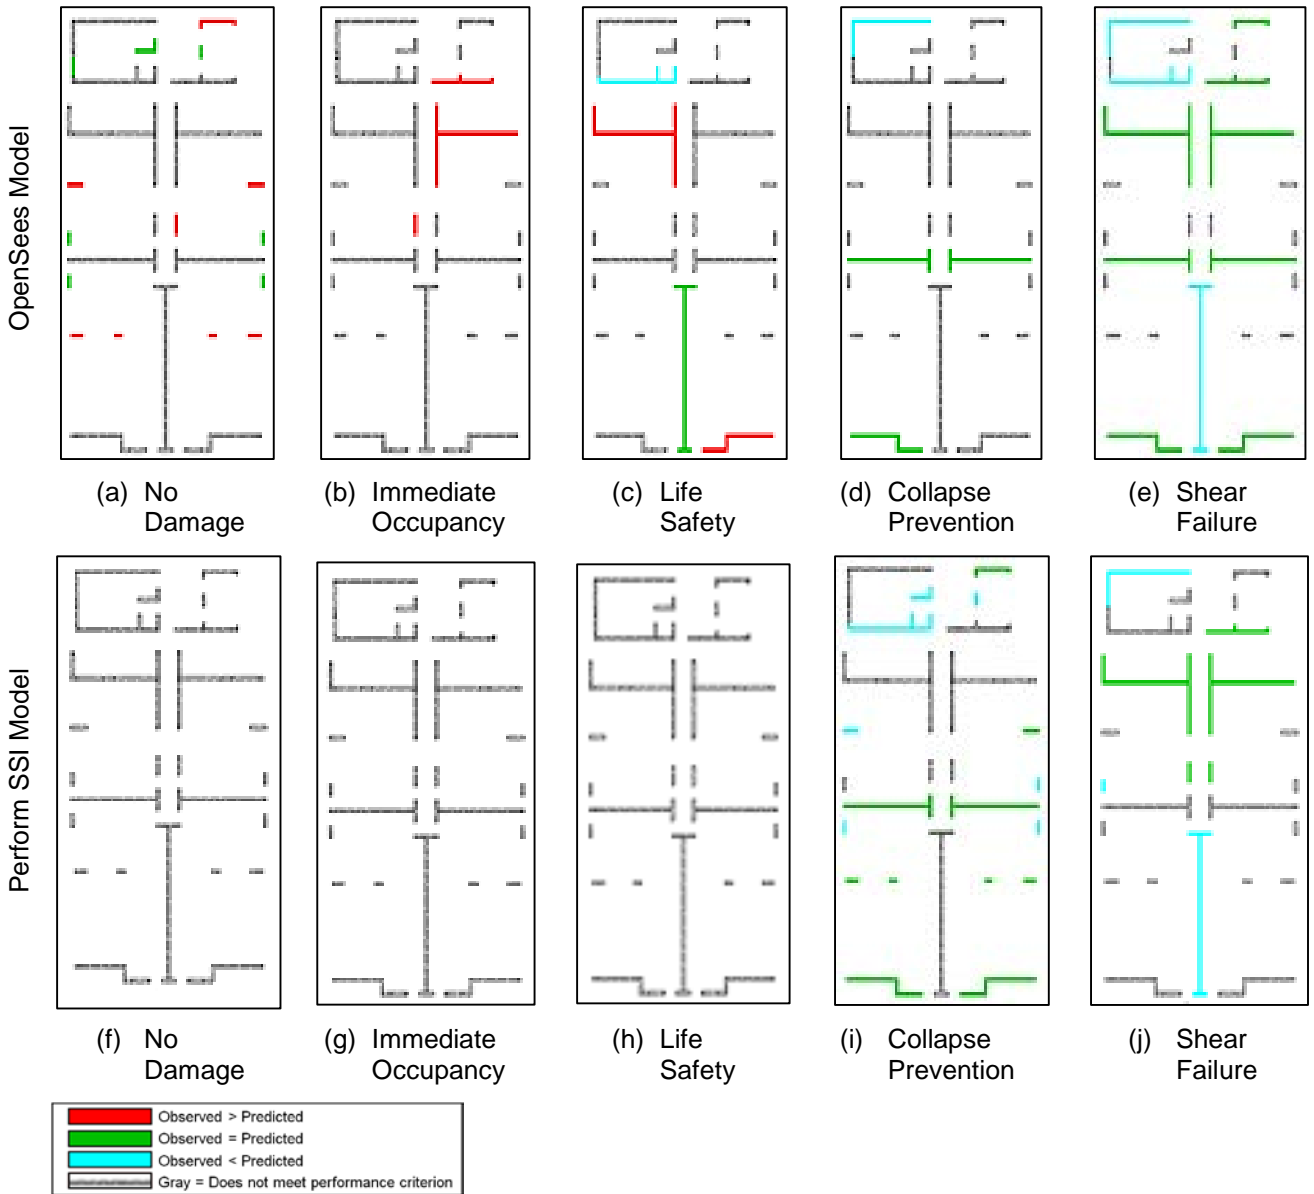 OpenSees Model
(a) No
Damage
(b) Immediate
Occupancy
(c) Life
Safety
(d) Collapse
Prevention
(e) Shear
Failure
Perform SSI Model
(f) No
Damage
(g) Immediate
Occupancy
(h) Life
Safety
(i) Collapse
Prevention
(j) Shear
Failure
Observed > Predicted
Observed = Predicted
Observed < Predicted
Gray = Does not meet performance criterion